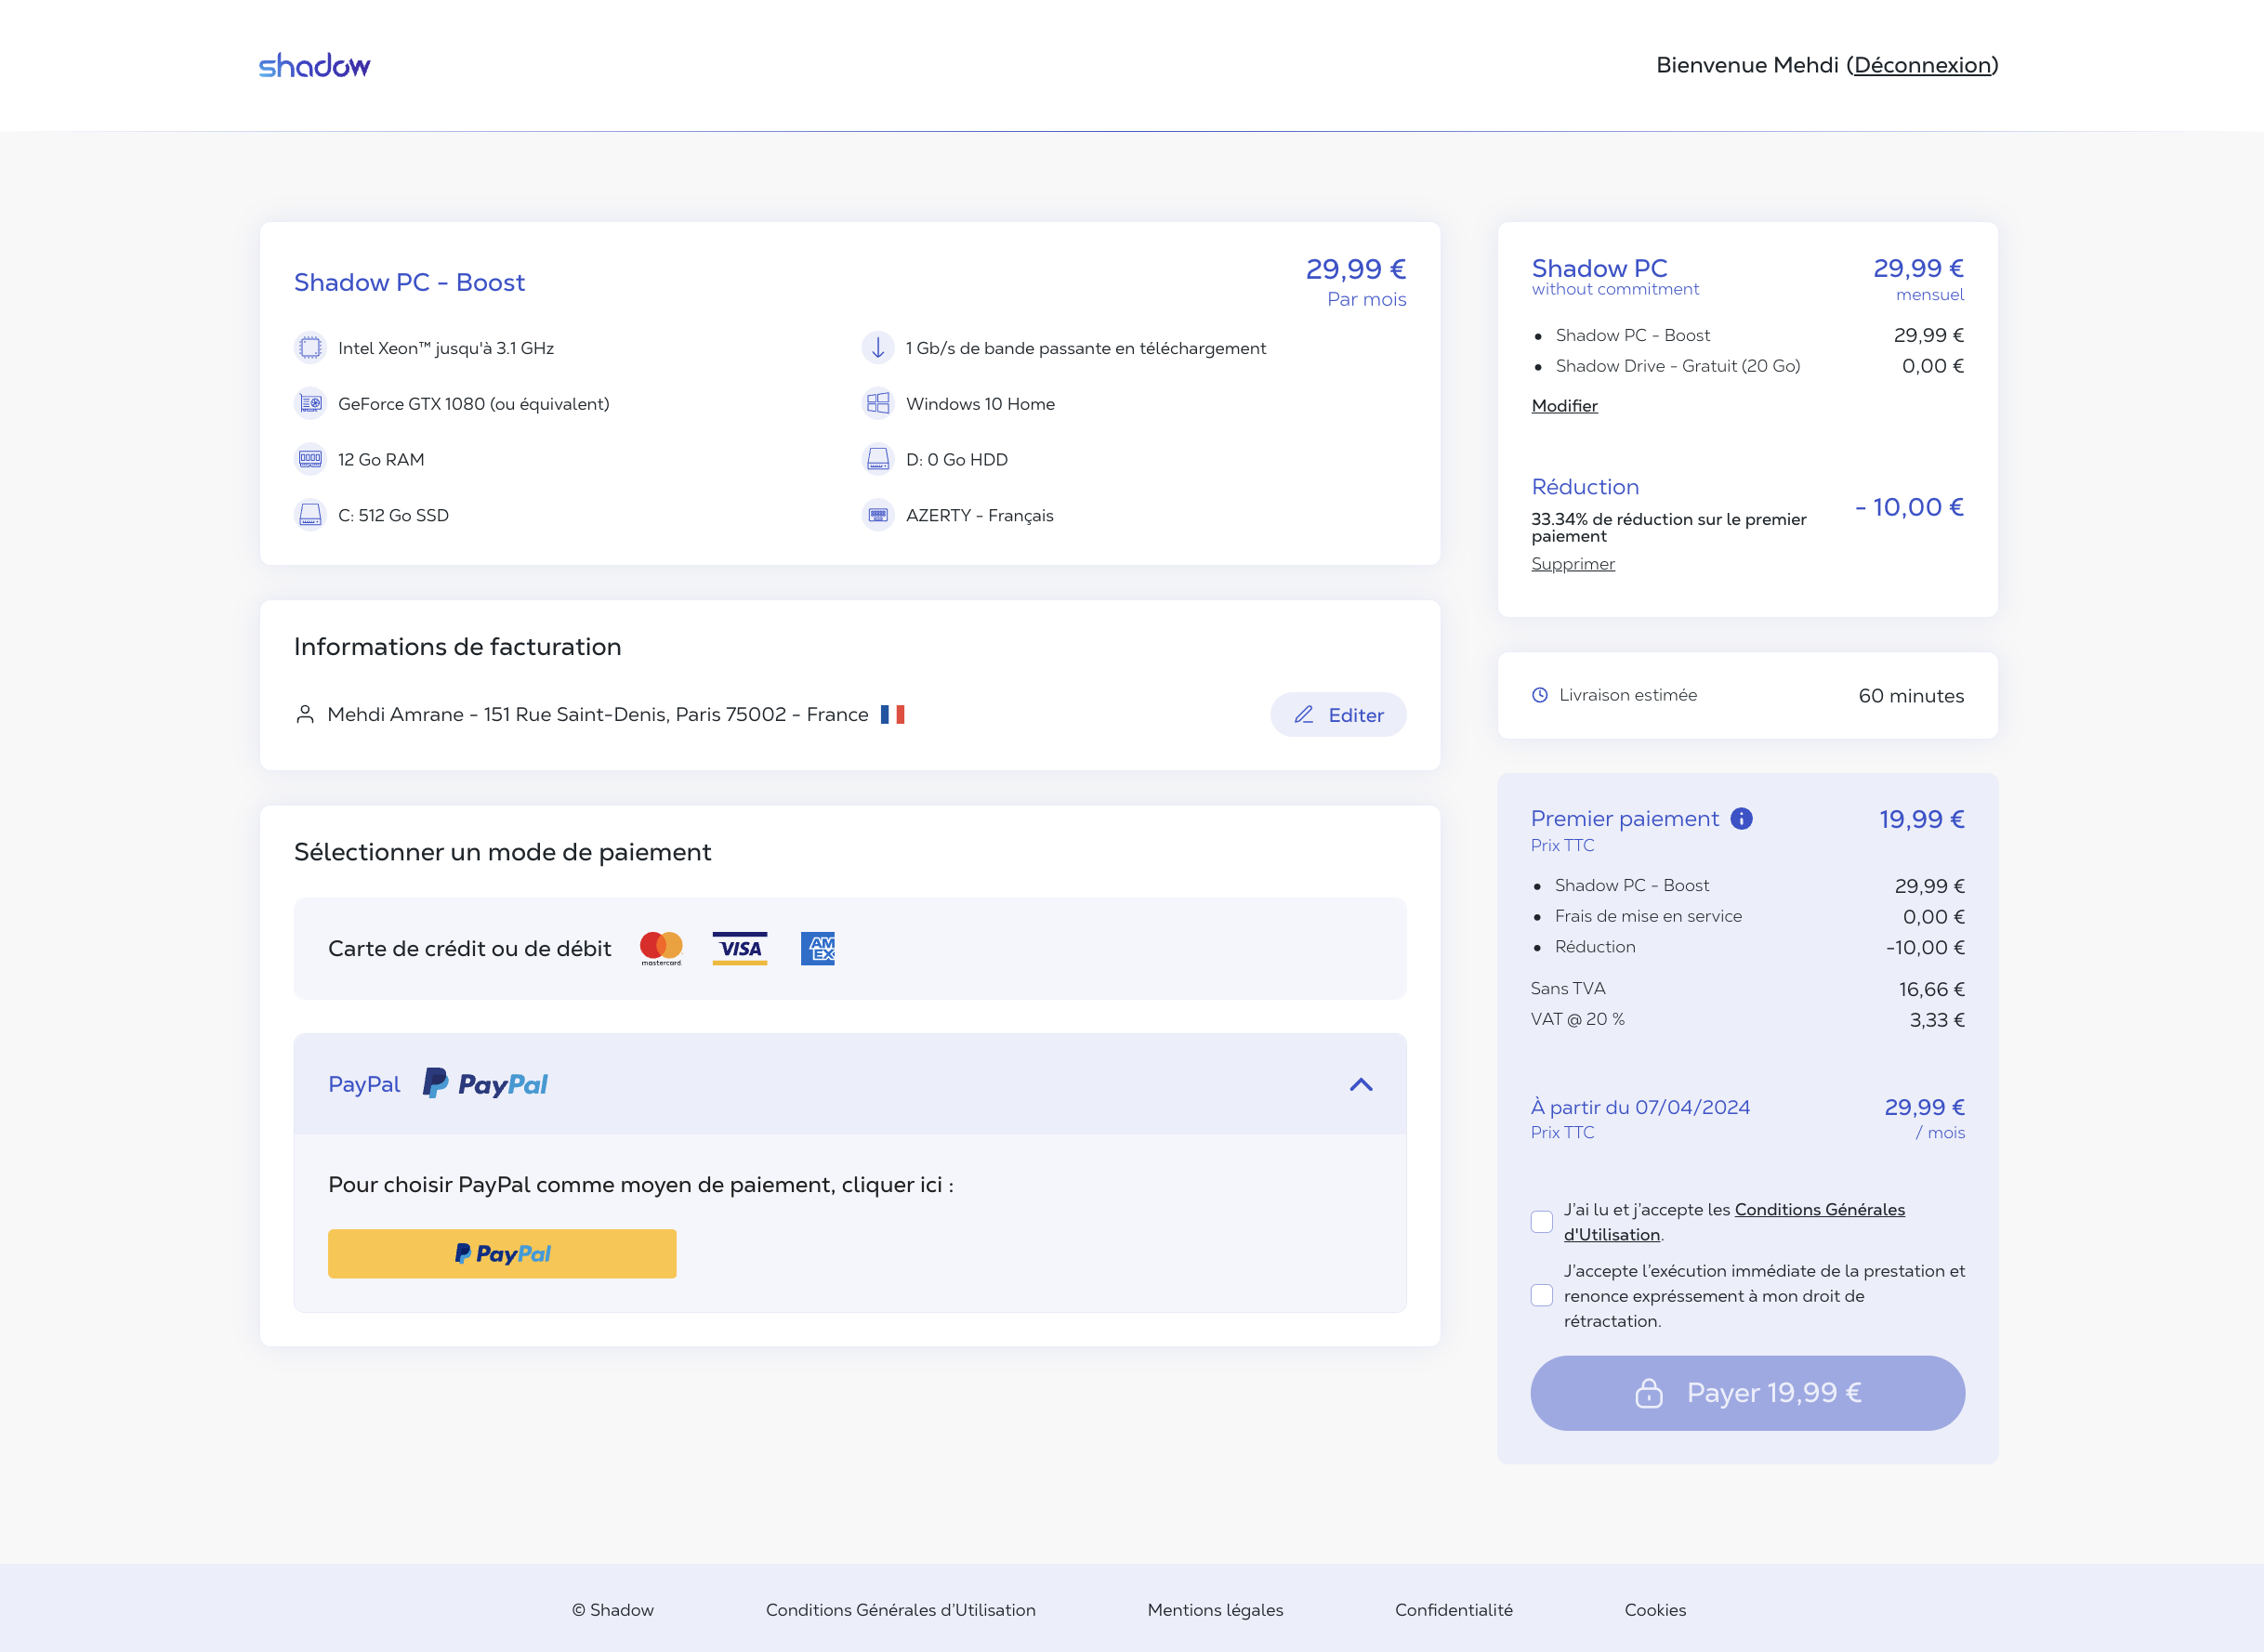 shadow
Bienvenue Mehdi (Déconnexion)
Shadow PC - Boost
29,99 €
Par mois
Intel Xeon™ jusqu'à 3.1 GHz
1 Gb/s de bande passante en téléchargement
GeForce GTX 1080 (ou équivalent)
Windows 10 Home
12 Go RAM
D: 0 Go HDD
C: 512 Go SSD
AZERTY - Français
Informations de facturation
Mehdi Amrane - 151 Rue Saint-Denis, Paris 75002 - France
Editer
Sélectionner un mode de paiement
Carte de crédit ou de débit
mastercard.
VISA
AM
EX
PayPal
PayPal
Pour choisir PayPal comme moyen de paiement, cliquer ici :
PayPal
Shadow PC
29,99 €
without commitment
mensuel
• Shadow PC - Boost 29,99 €
• Shadow Drive - Gratuit (20 Go) 0,00 €
Modifier
Réduction
- 10,00 €
33.34% de réduction sur le premier
paiement
Supprimer
Livraison estimée 60 minutes
Premier paiement 19,99 €
Prix TTC
• Shadow PC - Boost 29,99 €
• Frais de mise en service 0,00 €
• Réduction -10,00 €
Sans TVA 16,66 €
VAT @ 20 % 3,33 €
À partir du 07/04/2024 29,99 €
Prix TTC / mois
J’ai lu et j’accepte les Conditions Générales
d'Utilisation.
J’accepte l’exécution immédiate de la prestation et
renonce expréssement à mon droit de
rétractation.
Payer 19,99 €
© Shadow
Conditions Générales d’Utilisation
Mentions légales
Confidentialité
Cookies